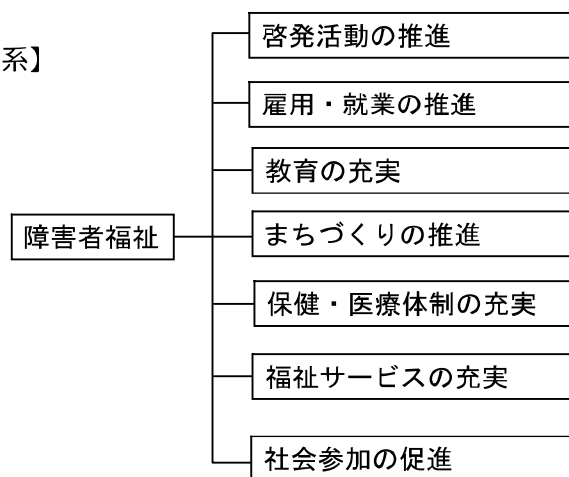 系】
啓発活動の推進
雇用・就業の推進
教育の充実
障害者福祉
まちづくりの推進
保健・医療体制の充実
福祉サービスの充実
社会参加の促進